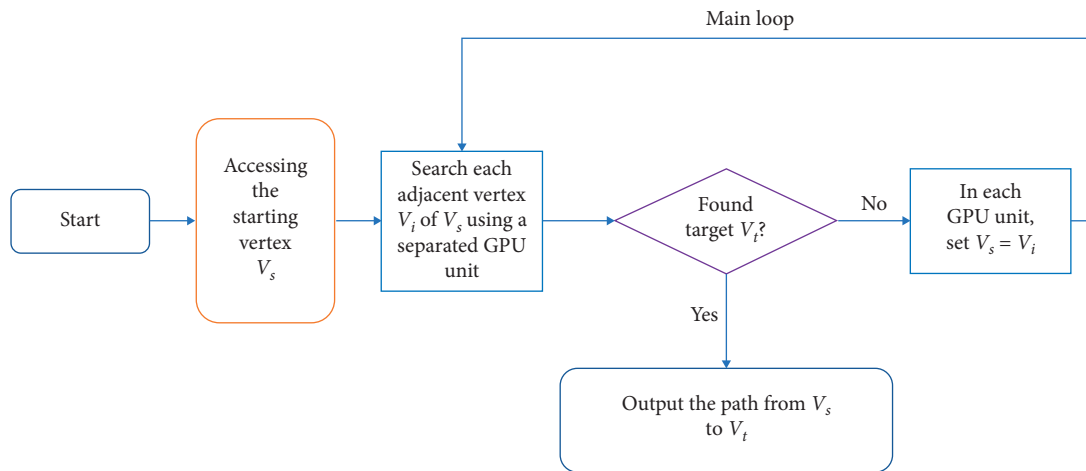 Main loop
Start
Accessing
the
starting
vertex
Vₛ
Search each
adjacent vertex
Vᵢ of Vₛ using a
separated GPU
unit
Found
target Vₜ?
No
In each
GPU unit,
set Vₛ = Vᵢ
Yes
Output the path from Vₛ
to Vₜ